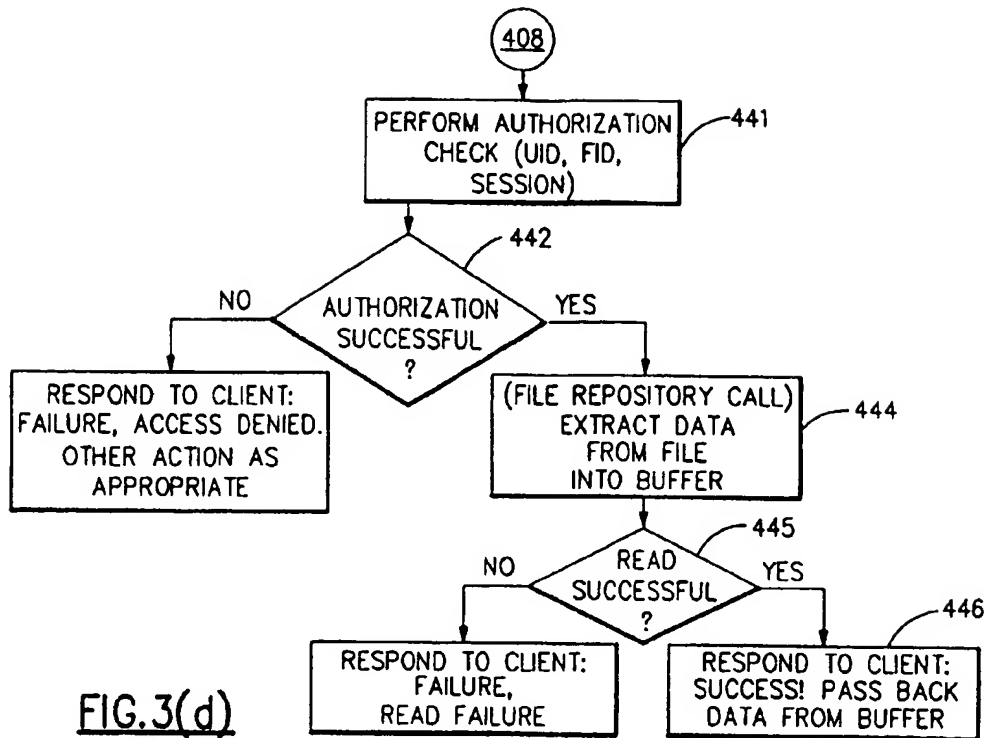 408
PERFORM AUTHORIZATION
CHECK (UID, FID,
SESSION)
441
442
NO
AUTHORIZATION
SUCCESSFUL
?
YES
RESPOND TO CLIENT:
FAILURE, ACCESS DENIED.
OTHER ACTION AS
APPROPRIATE
(FILE REPOSITORY CALL)
EXTRACT DATA
FROM FILE
INTO BUFFER
444
445
NO
READ
SUCCESSFUL
?
YES
446
RESPOND TO CLIENT:
FAILURE,
READ FAILURE
RESPOND TO CLIENT:
SUCCESS! PASS BACK
DATA FROM BUFFER
FIG.3(d)